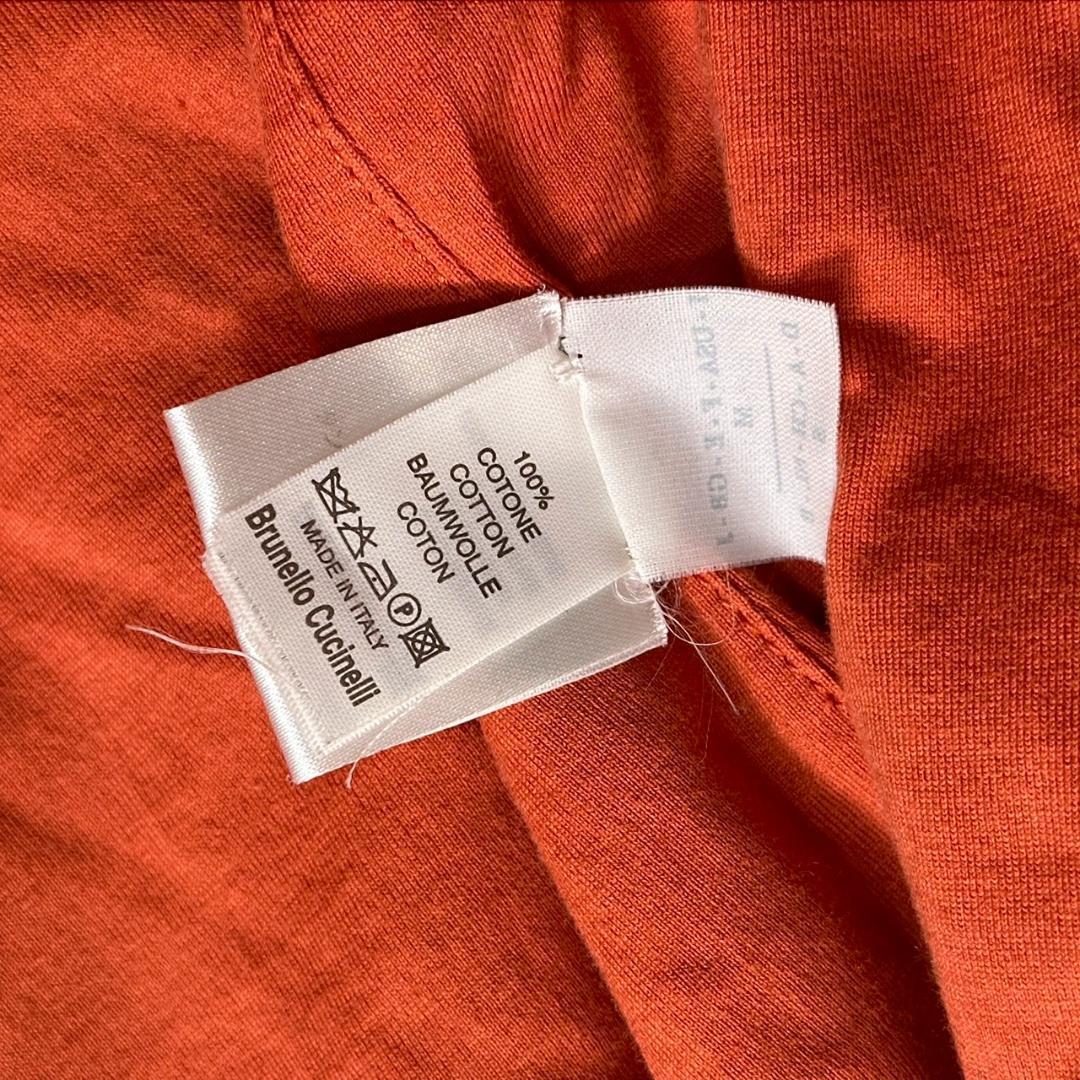 100%
COTONE
COTTON
BAUMWOLLE
COTON
P
MADE IN ITALY
Brunello Cucinelli
M